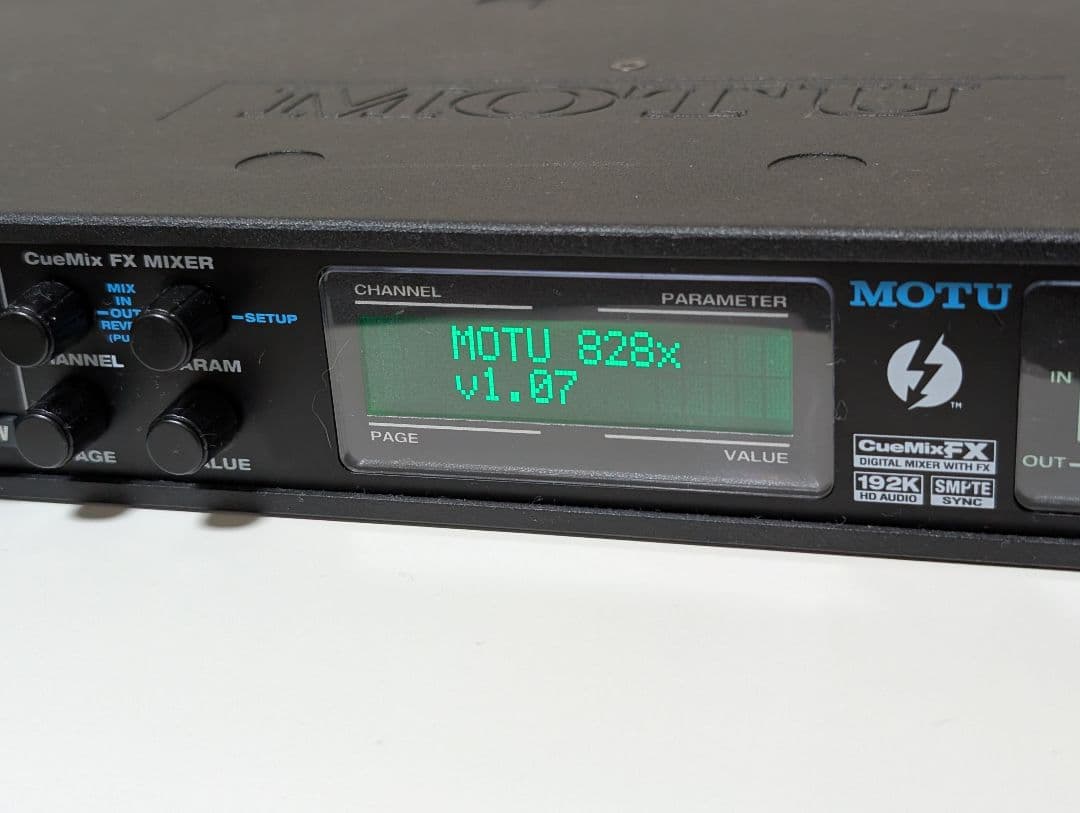 MOTU
CueMix FX MIXER
MIX
IN
OUT
SETUP
CHANNEL
PARAMETER
MOTU 828x
v1.07
PAGE
VALUE
MOTU
TM
CueMixFX
DIGITAL MIXER WITH FX
192K
HD AUDIO
SMPTE
SYNC
IN
OUT